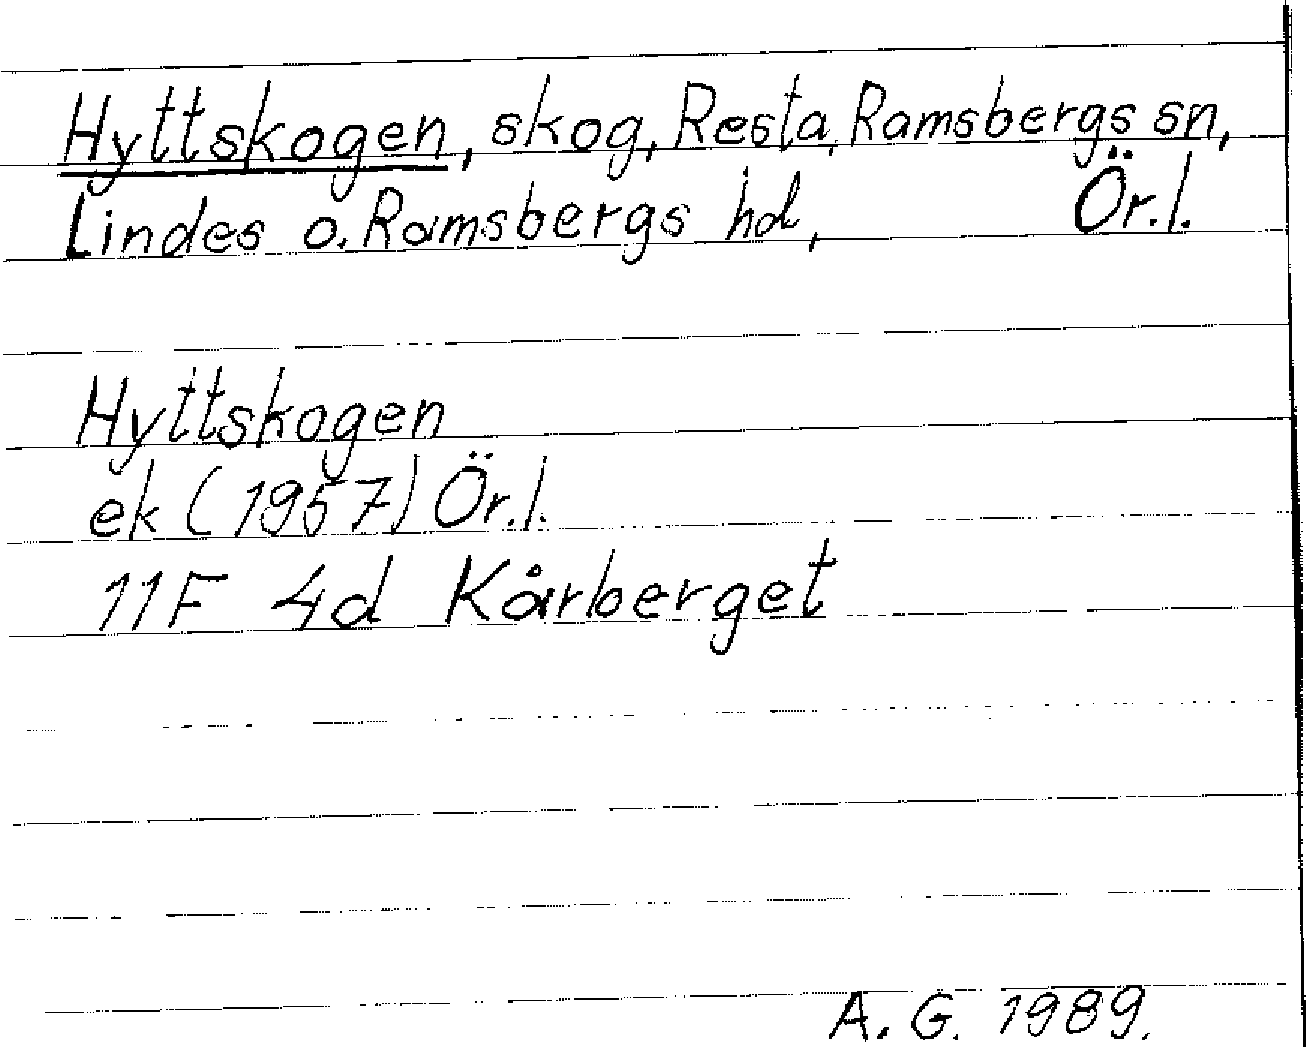 Hyttskogen, skog, Resta, Ramsbergs sn,
Lindes o. Ramsbergs hd, Ör.l.
Hyttskogen
ek (1957) Ör.l.
11F 4d Kårberget
A. G. 1989.